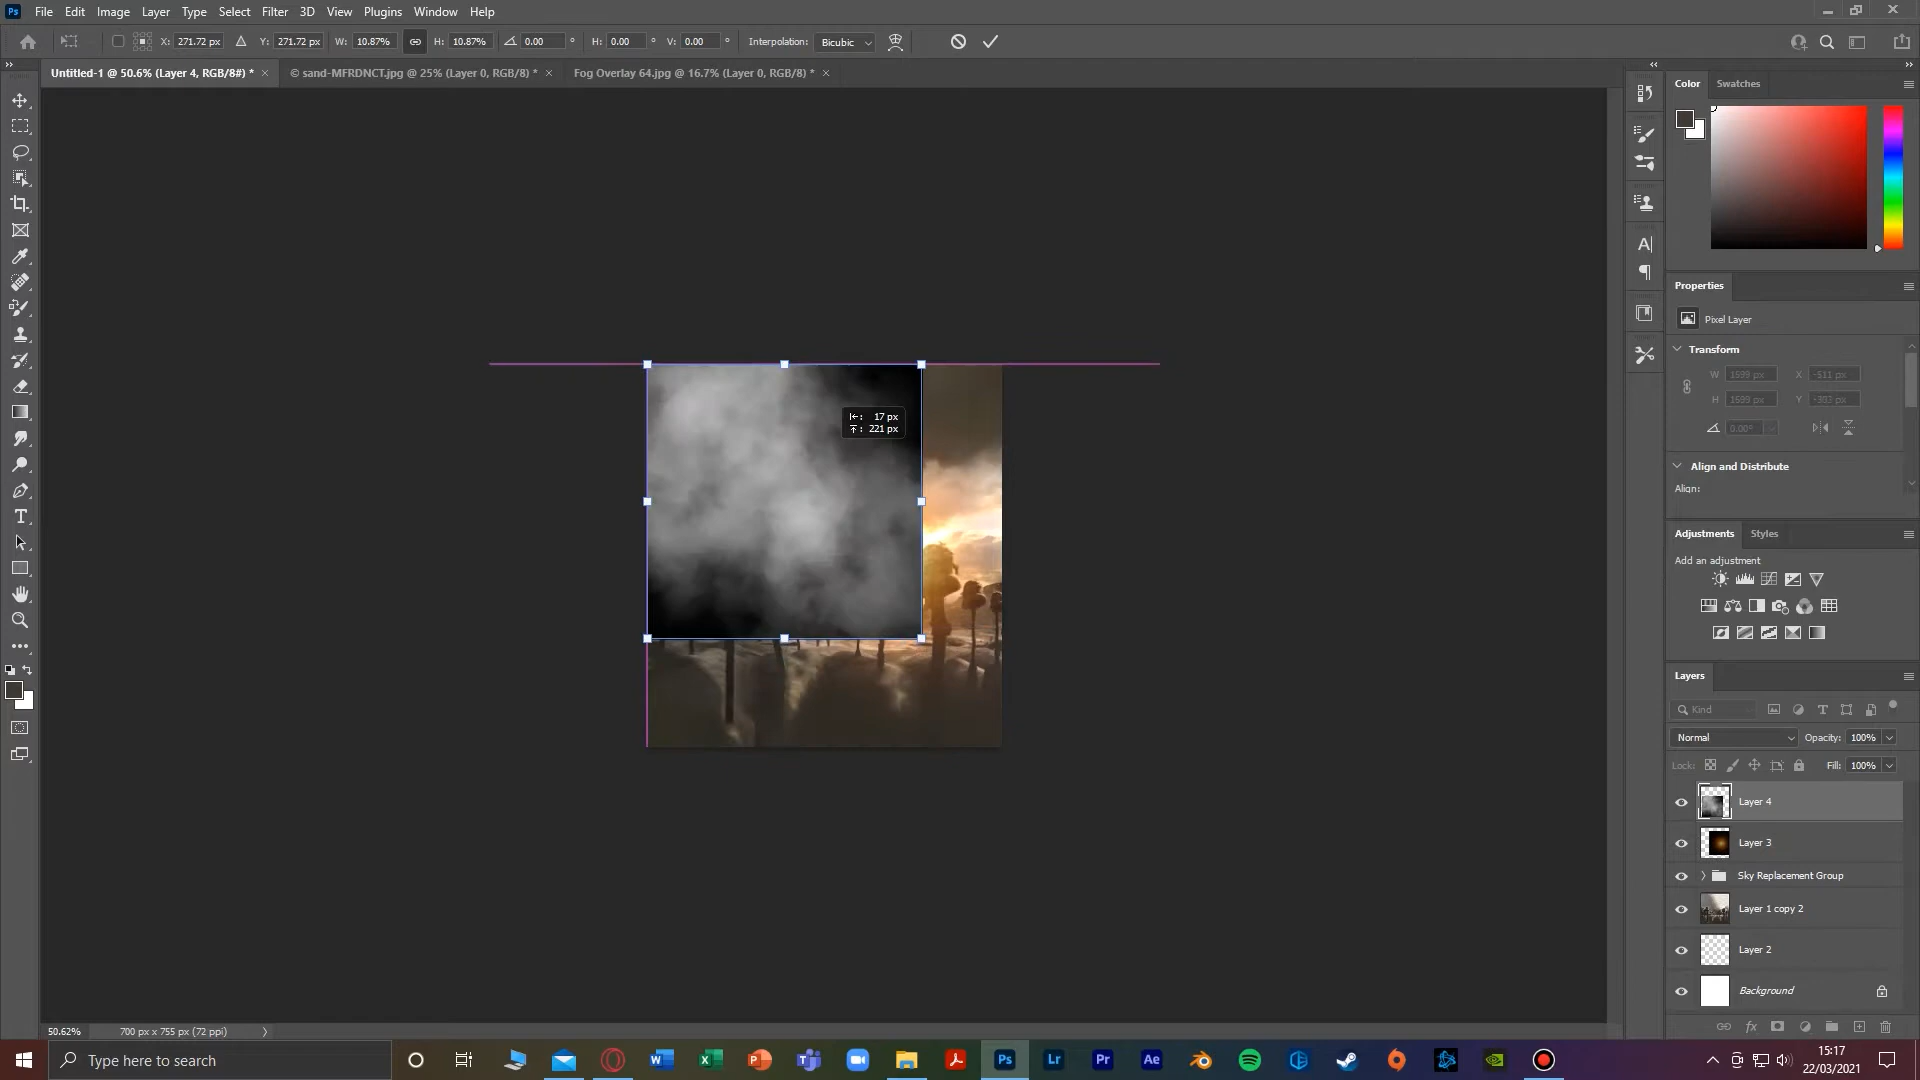 Ps File Edit Image Layer Type Select Filter 3D View Plugins Window Help
X: 271.72 px Y: 271.72 px W: 10.87% H: 10.87% 0.00 ° H: 0.00 ° V: 0.00 ° Interpolation: Bicubic
Untitled-1 @ 50.6% (Layer 4, RGB/8#) * × © sand-MFRDNCT.jpg @ 25% (Layer 0, RGB/8) * × Fog Overlay 64.jpg @ 16.7% (Layer 0, RGB/8) * ×
Color Swatches
Properties
Pixel Layer
Transform
W 1599 px X -511 px
H 1599 px Y
0.00°
Align and Distribute
Align:
17 px
221 px
Adjustments Styles
Add an adjustment
Layers
Kind
Normal Opacity: 100%
Lock: Fill: 100%
Layer 4
Layer 3
Sky Replacement Group
Layer 1 copy 2
Layer 2
Background
50.62% 700 px x 755 px (72 ppi)
Type here to search
Ps Lr Pr Ae
15:17
22/03/2021